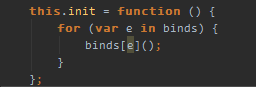 this.init = function () {
    for (var e in binds) {
        binds[e]();
    }
};